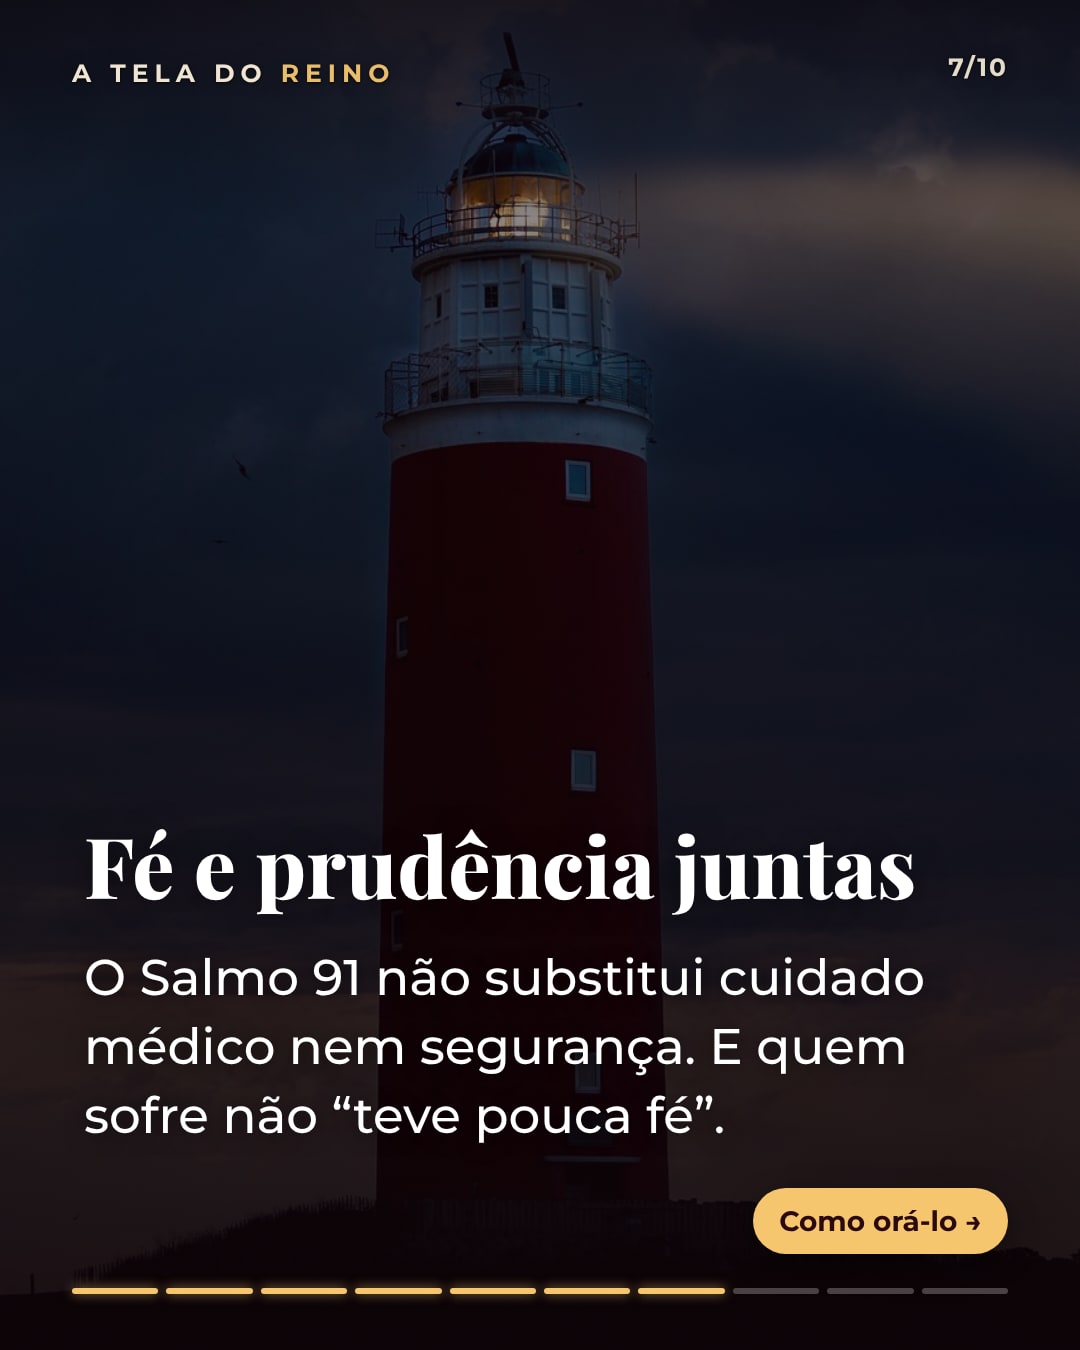 A TELA DO REINO
7/10
Fé e prudência juntas
O Salmo 91 não substitui cuidado
médico nem segurança. E quem
sofre não “teve pouca fé”.
Como orá-lo →